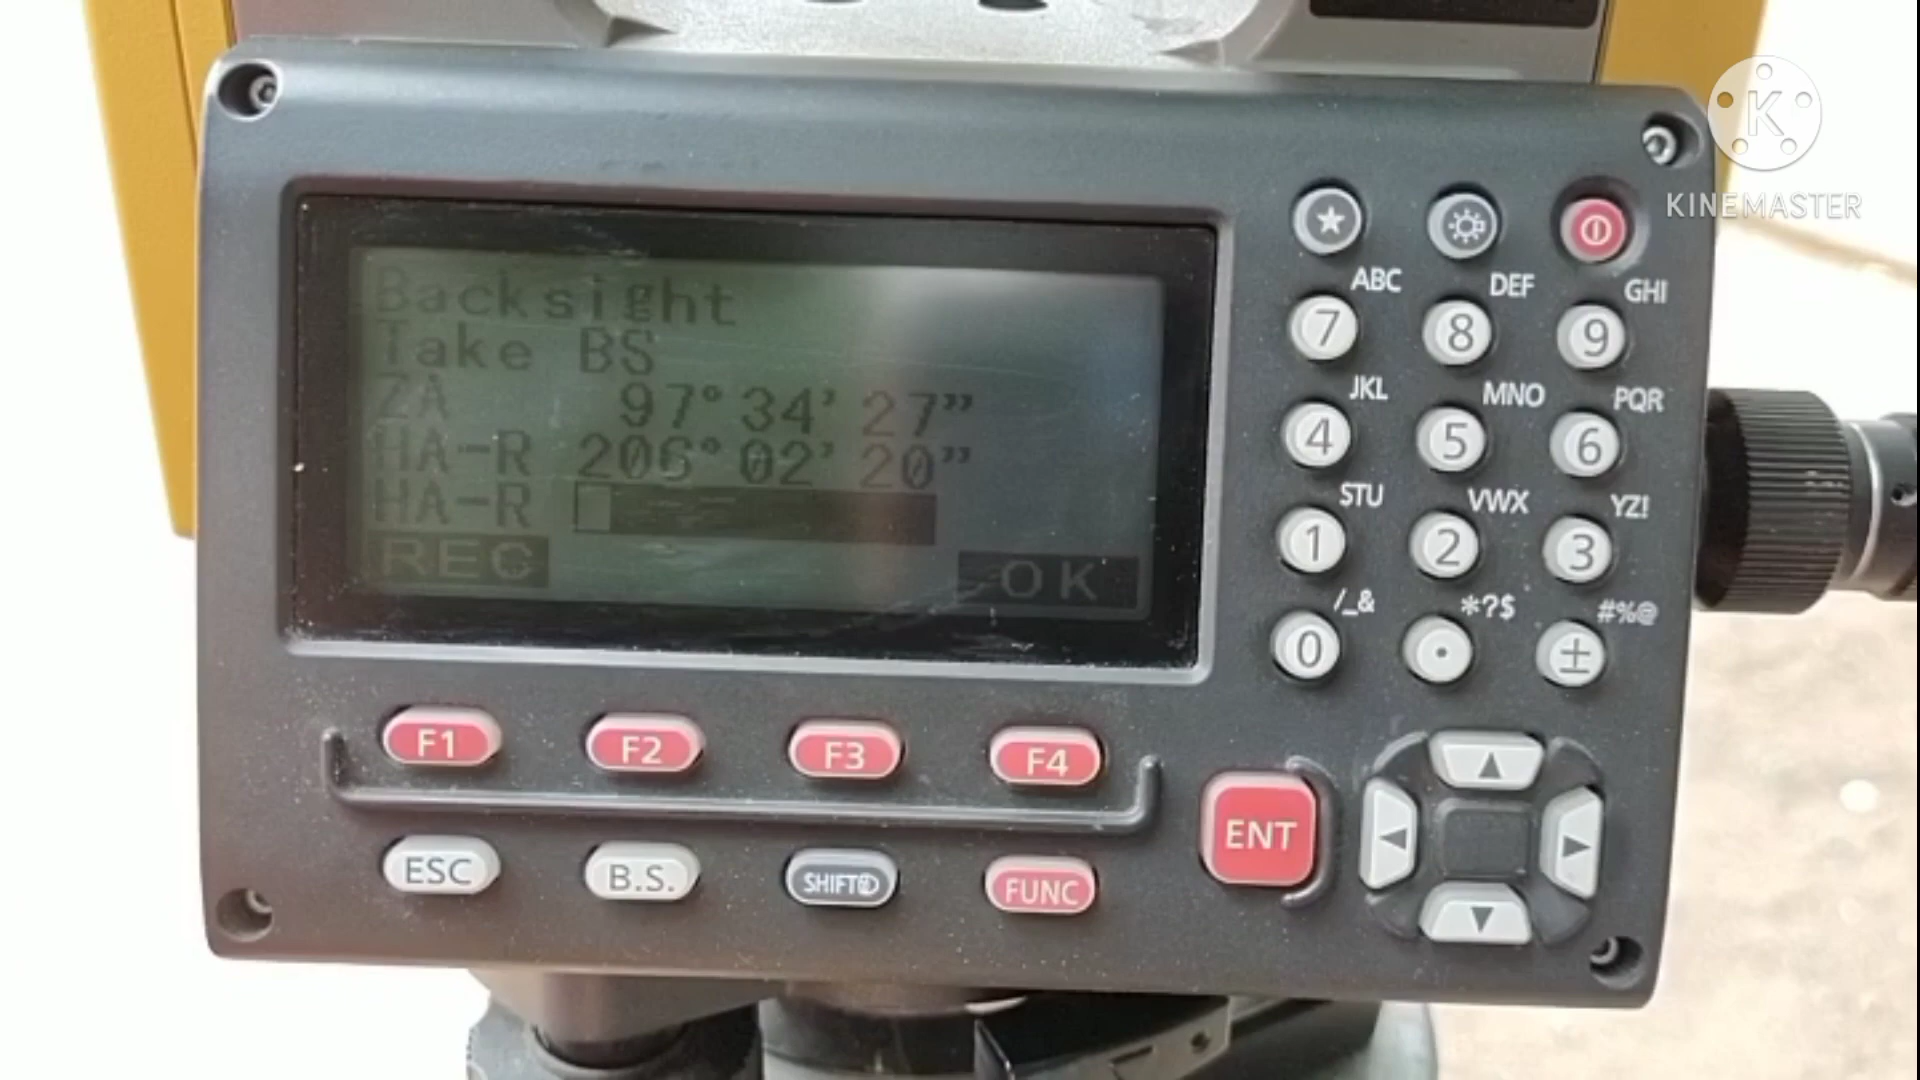 K
KINEMASTER
Backsight
Take BS
ZA 97° 34' 27"
HA-R 206° 02' 20"
HA-R
REC OK
ABC DEF GHI
7 8 9
JKL MNO PQR
4 5 6
STU VWX YZ!
1 2 3
/_& *?$ #%@
0 . ±
F1 F2 F3 F4
ENT
ESC B.S. SHIFT FUNC